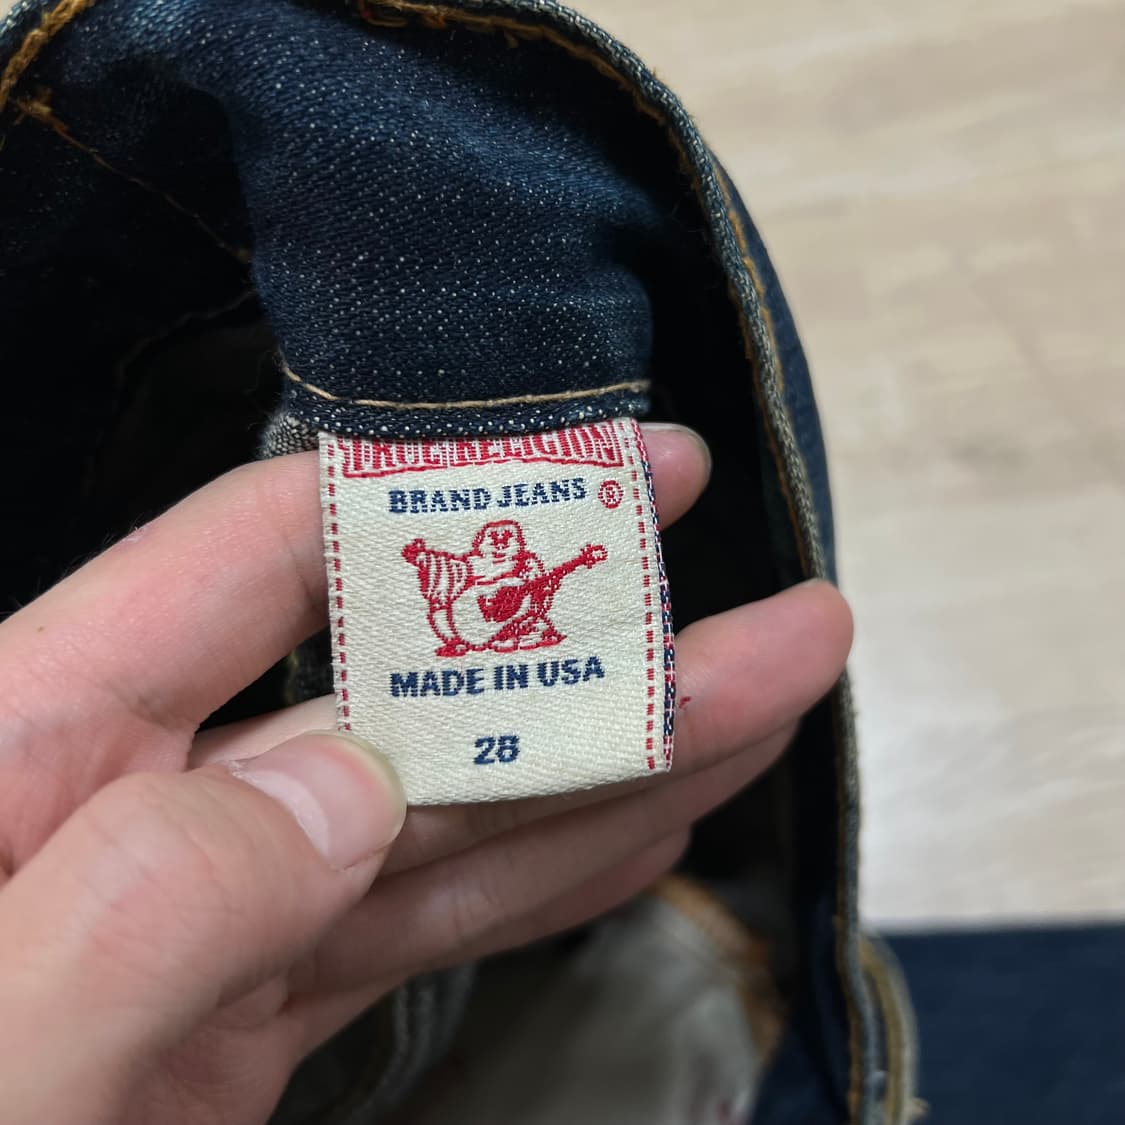 TRUE RELIGION
BRAND JEANS ®
MADE IN USA
28